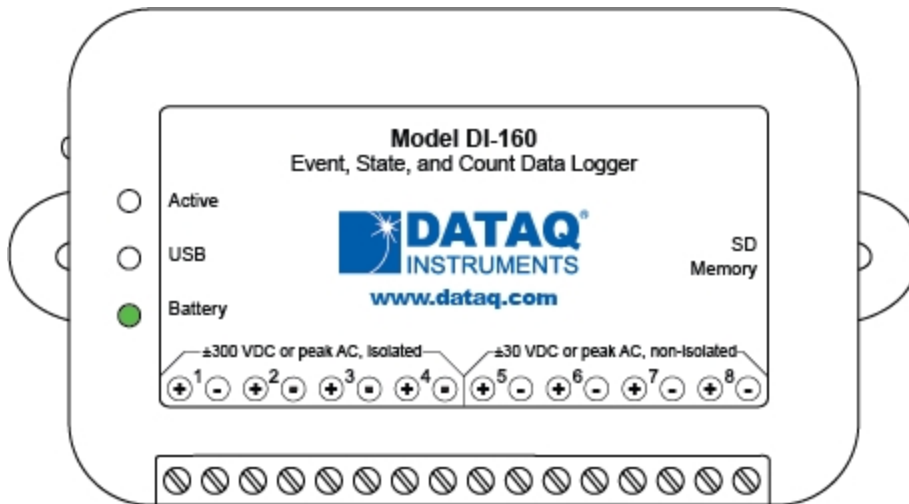 Model DI-160
Event, State, and Count Data Logger
Active
USB
Battery
DATAQ®
INSTRUMENTS
www.dataq.com
SD
Memory
±300 VDC or peak AC, Isolated
±30 VDC or peak AC, non-Isolated
+ 1 - + 2 - + 3 - + 4 - + 5 - + 6 - + 7 - + 8 -